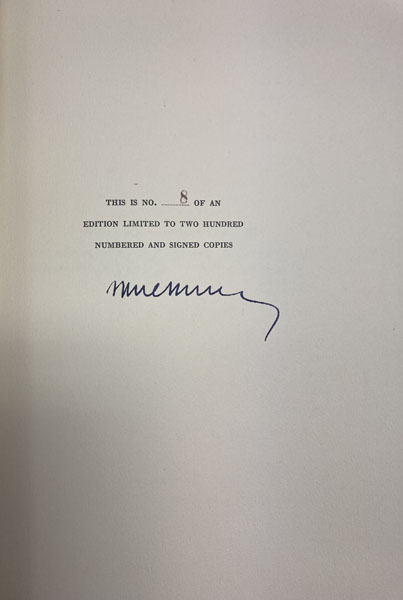 THIS IS NO. 8 OF AN
EDITION LIMITED TO TWO HUNDRED
NUMBERED AND SIGNED COPIES